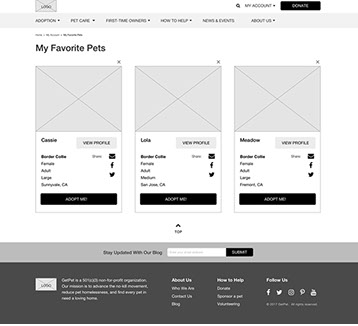 LOGO
MY ACCOUNT
DONATE
ADOPTION
PET CARE
FIRST-TIME OWNERS
HOW TO HELP
NEWS & EVENTS
ABOUT US
Home > My Account > My Favorite Pets
My Favorite Pets
Cassie
VIEW PROFILE
Border Collie
Share:
Female
Adult
Large
Sunnyvale, CA
ADOPT ME!
Lola
VIEW PROFILE
Border Collie
Share:
Female
Adult
Medium
San Jose, CA
ADOPT ME!
Meadow
VIEW PROFILE
Border Collie
Share:
Female
Adult
Large
Fremont, CA
ADOPT ME!
TOP
Stay Updated With Our Blog:
SUBMIT
LOGO
GetPet is a 501(c)(3) non-for-profit organization.
Our mission is to advance the no-kill movement,
reduce pet homelessness, and find every pet in
need a loving home.
About Us
Who We Are
Contact Us
Blog
How to Help
Donate
Sponsor a pet
Volunteering
Follow Us
© 2017 GetPet. All rights reserved.